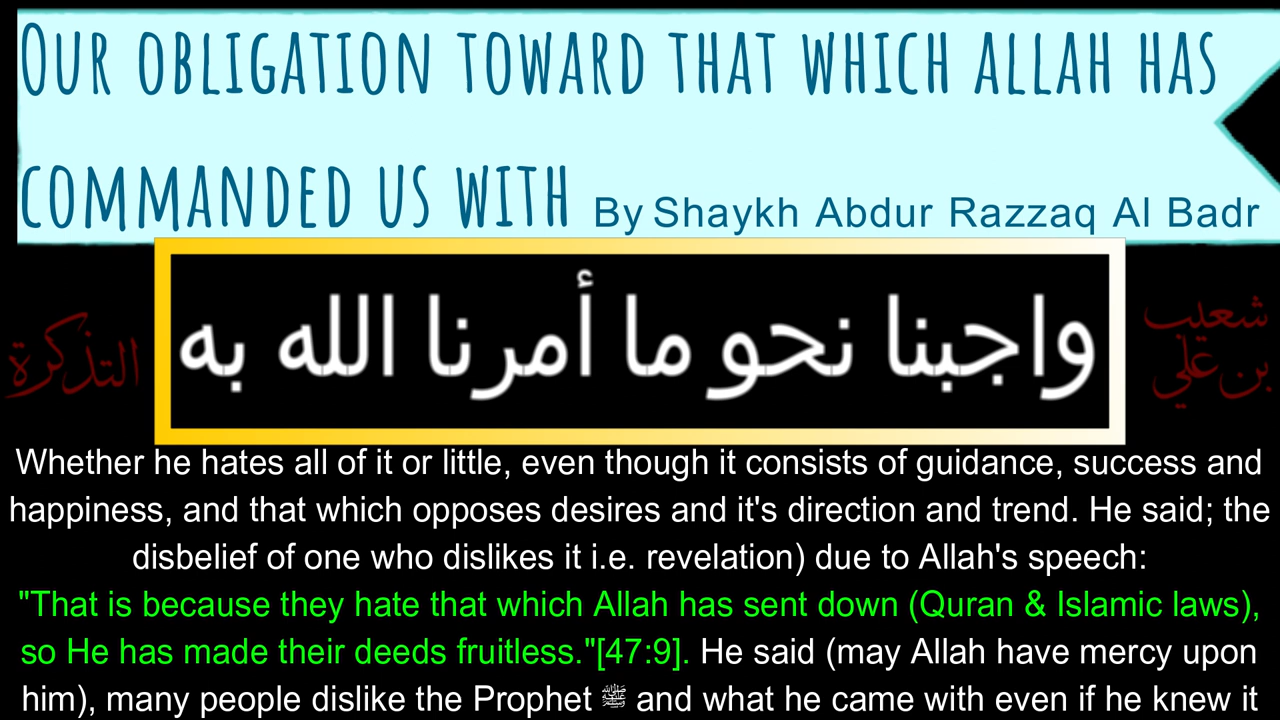 Our obligation toward that which Allah has
commanded us with By Shaykh Abdur Razzaq Al Badr
واجبنا نحو ما أمرنا الله به
شعيب
بن علي
التذكرة
Whether he hates all of it or little, even though it consists of guidance, success and
happiness, and that which opposes desires and it's direction and trend. He said; the
disbelief of one who dislikes it i.e. revelation) due to Allah's speech:
"That is because they hate that which Allah has sent down (Quran & Islamic laws),
so He has made their deeds fruitless."[47:9]. He said (may Allah have mercy upon
him), many people dislike the Prophet ﷺ and what he came with even if he knew it